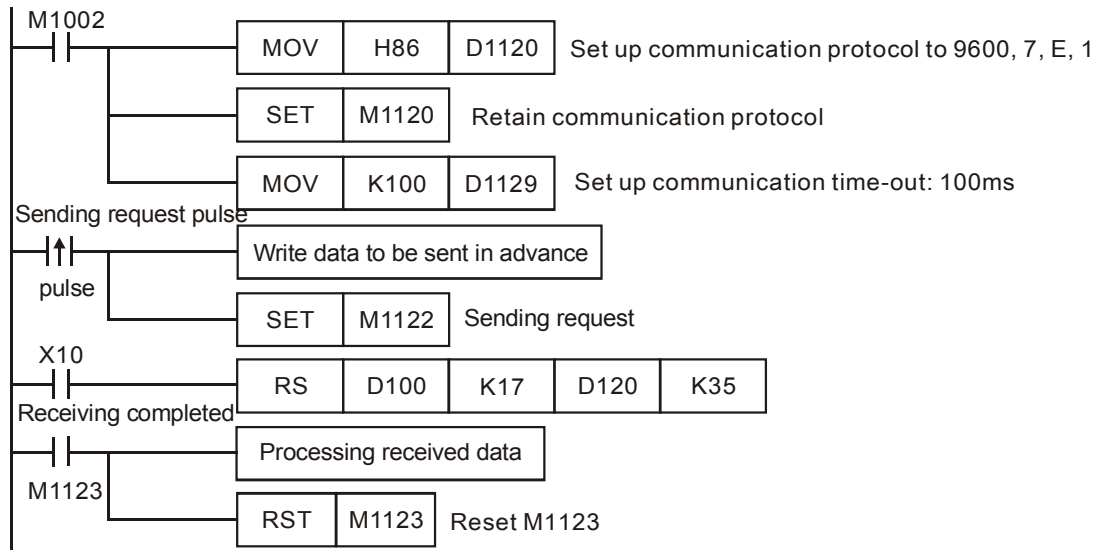 M1002
MOV H86 D1120 Set up communication protocol to 9600, 7, E, 1
SET M1120 Retain communication protocol
MOV K100 D1129 Set up communication time-out: 100ms
Sending request pulse
Write data to be sent in advance
pulse
SET M1122 Sending request
X10
RS D100 K17 D120 K35
Receiving completed
Processing received data
M1123
RST M1123 Reset M1123